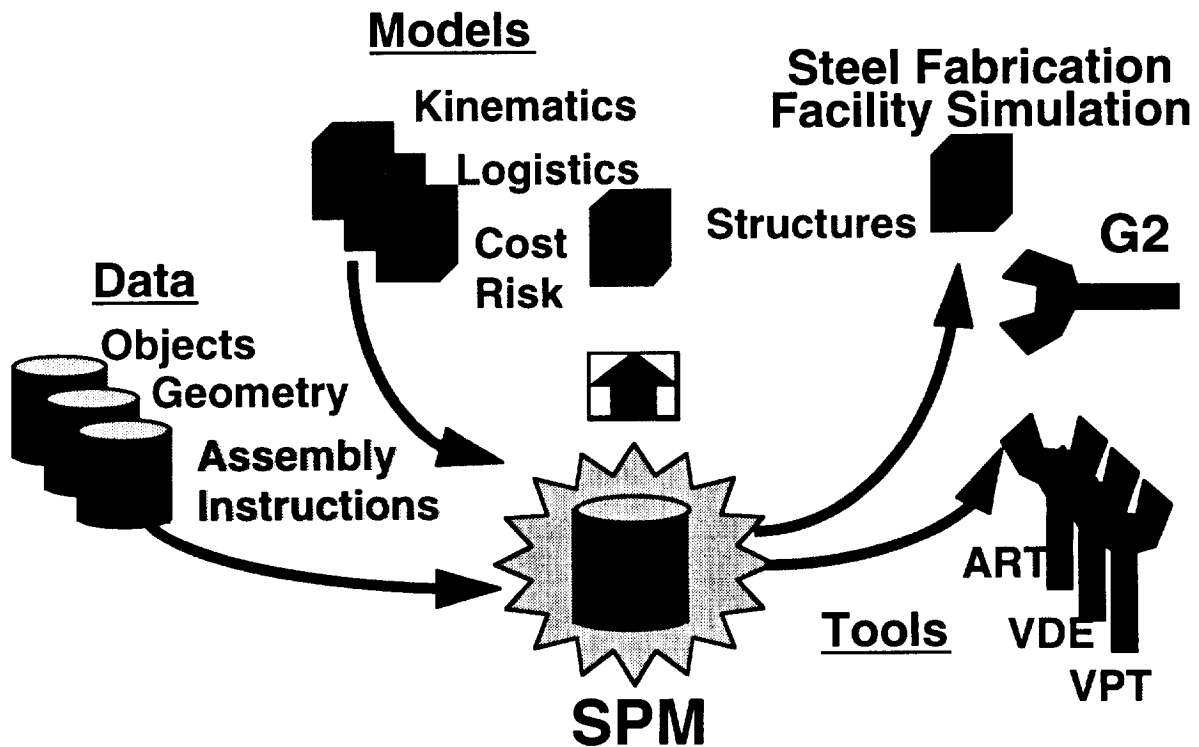 Models
Steel Fabrication
Facility Simulation
Kinematics
Logistics
Cost
Risk
Structures
G2
Data
Objects
Geometry
Assembly
Instructions
ART
VDE
VPT
Tools
SPM